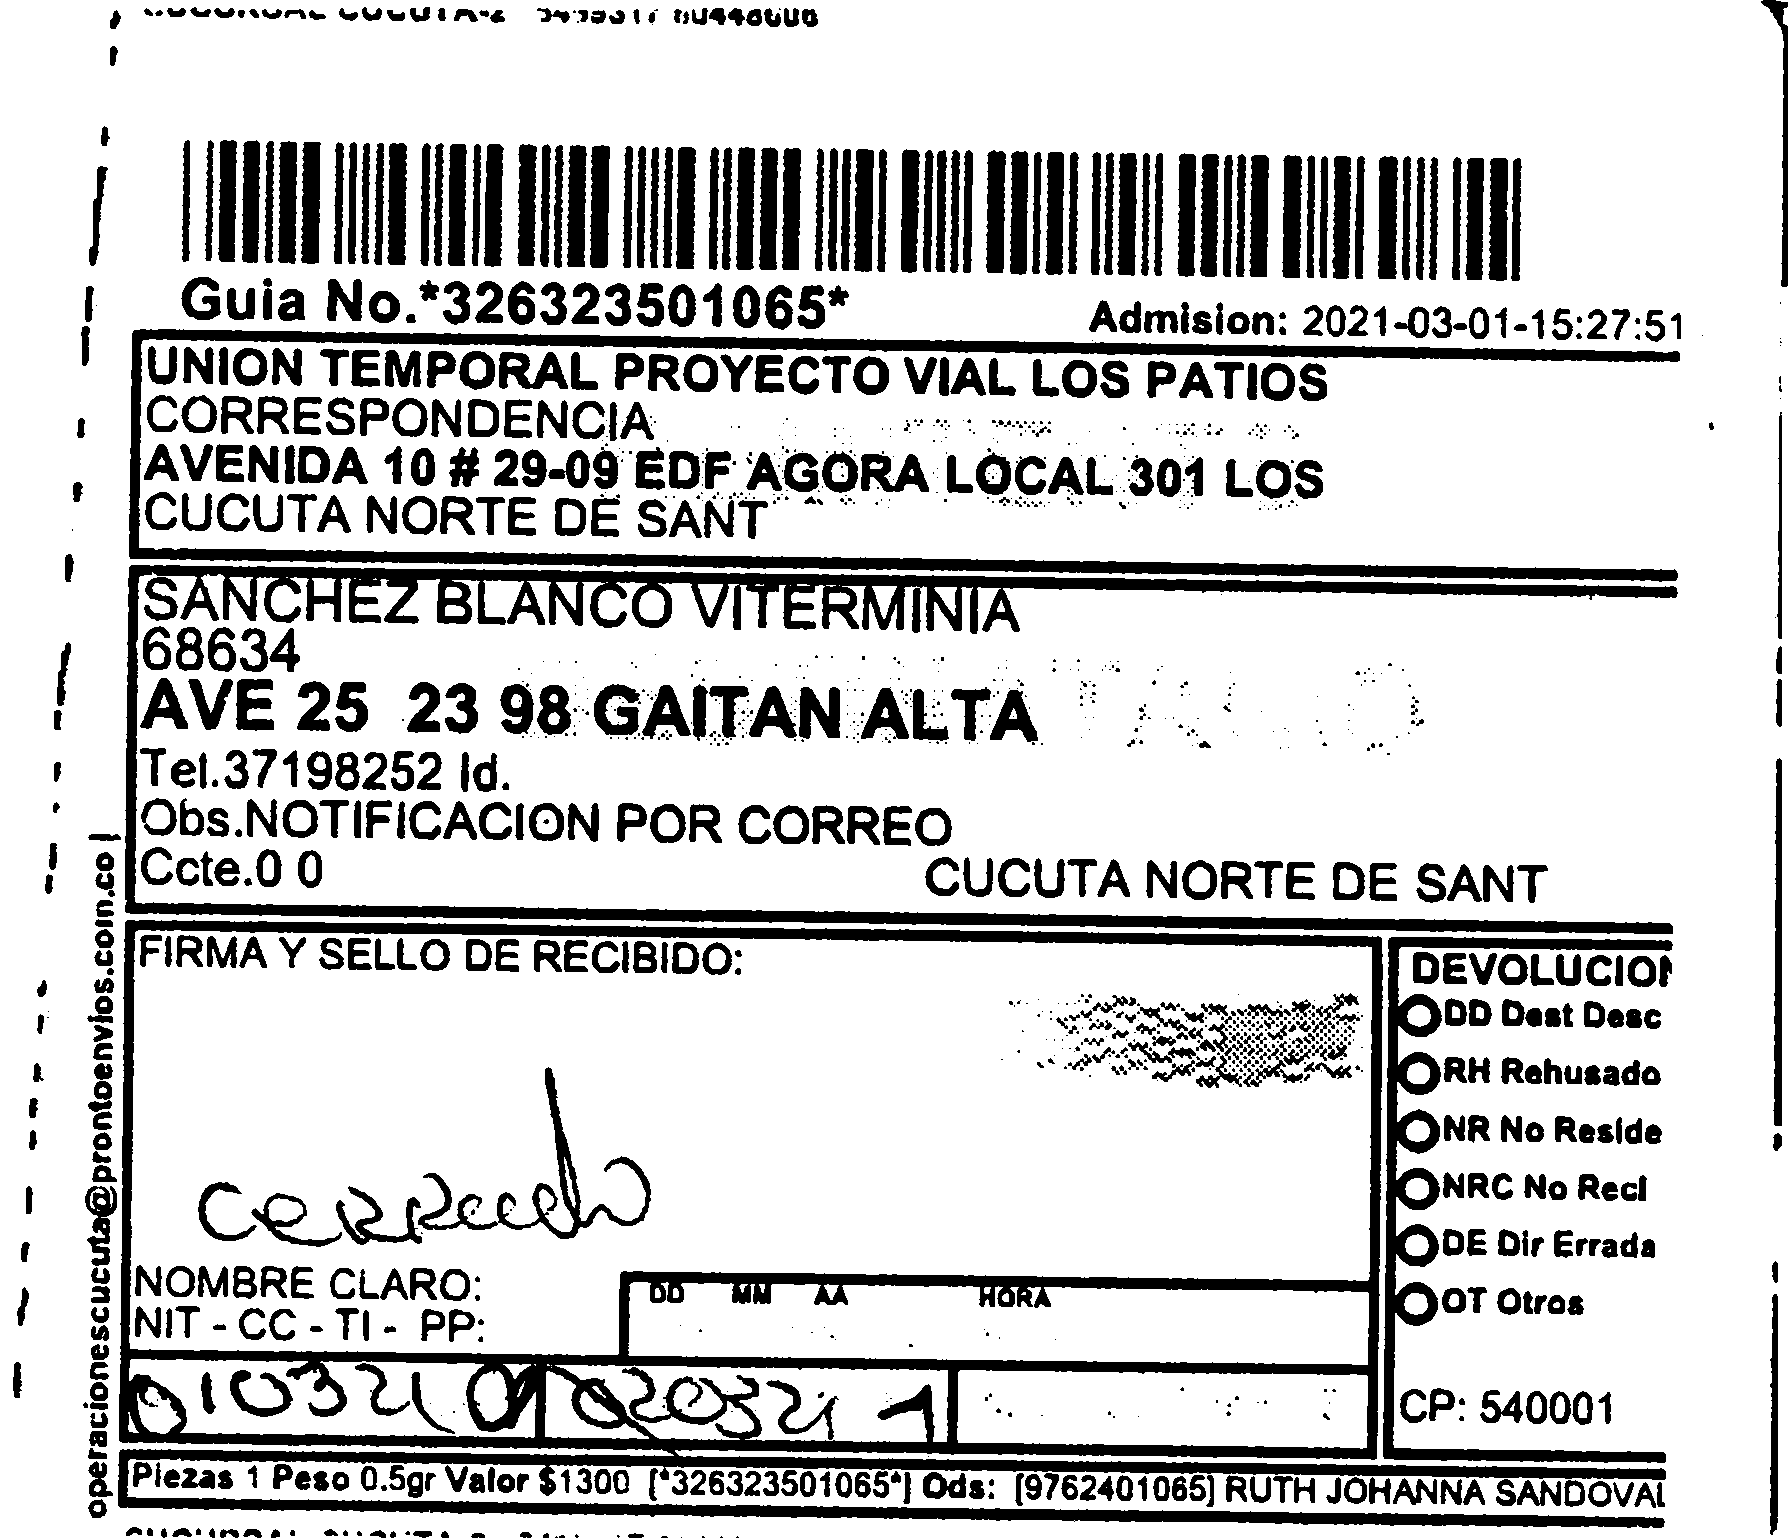 Guia No.*326323501065*
Admision: 2021-03-01-15:27:51
UNION TEMPORAL PROYECTO VIAL LOS PATIOS
CORRESPONDENCIA
AVENIDA 10 # 29-09 EDF AGORA LOCAL 301 LOS
CUCUTA NORTE DE SANT
SANCHEZ BLANCO VITERMINIA
68634
AVE 25 23 98 GAITAN ALTA
Tel.37198252 Id.
Obs.NOTIFICACION POR CORREO
Ccte.0 0
CUCUTA NORTE DE SANT
operacionescucuta@prontoenvios.com.co |
FIRMA Y SELLO DE RECIBIDO:
Cerrado
NOMBRE CLARO:
NIT - CC - TI - PP:
DD MM AA HORA
010321
020321 1
DEVOLUCION
DD Dest Desc
RH Rehusado
NR No Reside
NRC No Reci
DE Dir Errada
OT Otros
CP: 540001
Piezas 1 Peso 0.5gr Valor $1300 [*326323501065*] Ods: [9762401065] RUTH JOHANNA SANDOVAL